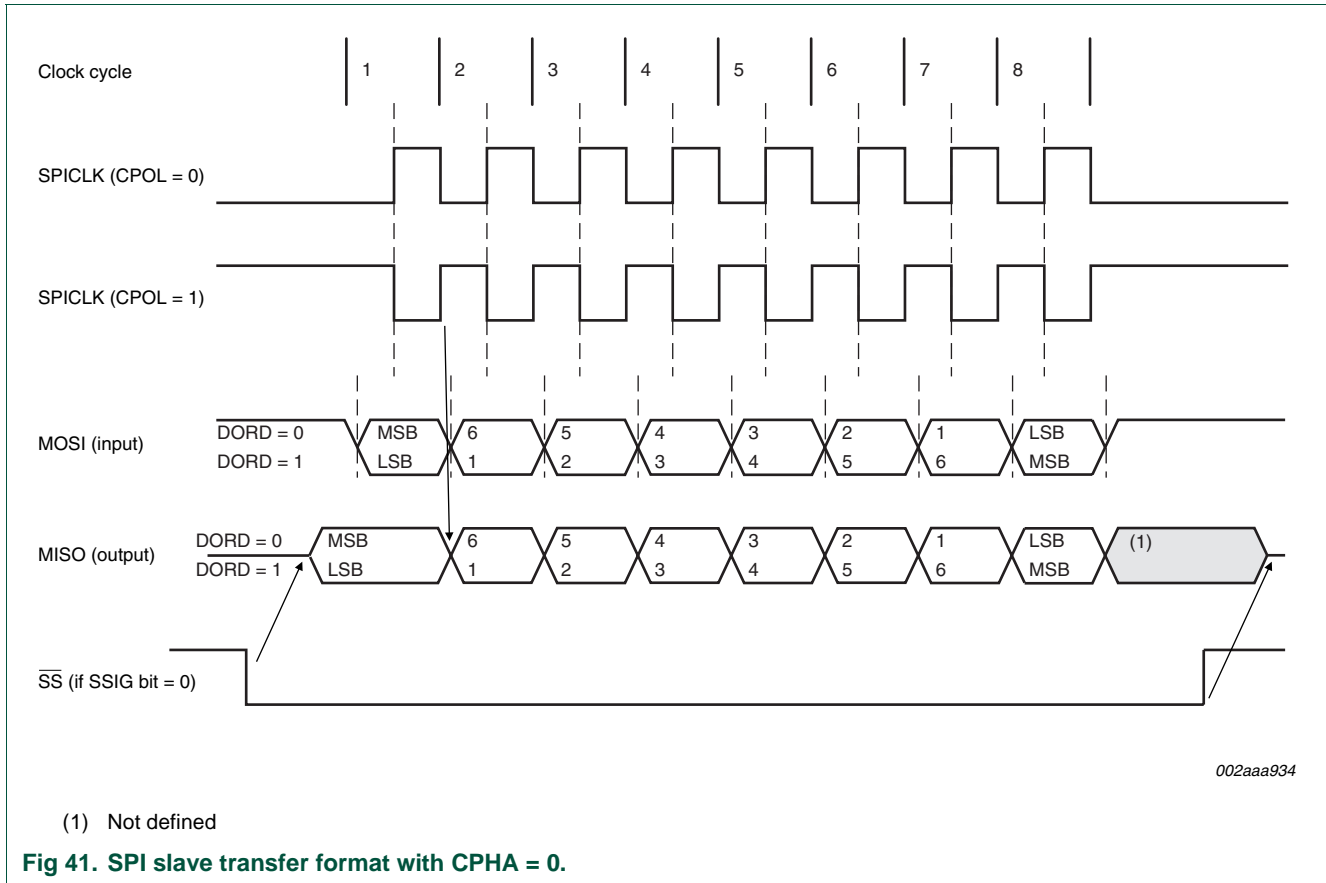 Clock cycle 1 2 3 4 5 6 7 8
SPICLK (CPOL = 0)
SPICLK (CPOL = 1)
DORD = 0 MSB 6 5 4 3 2 1 LSB
MOSI (input)
DORD = 1 LSB 1 2 3 4 5 6 MSB
DORD = 0 MSB 6 5 4 3 2 1 LSB (1)
MISO (output)
DORD = 1 LSB 1 2 3 4 5 6 MSB
SS (if SSIG bit = 0)
002aaa934
(1) Not defined
Fig 41. SPI slave transfer format with CPHA = 0.